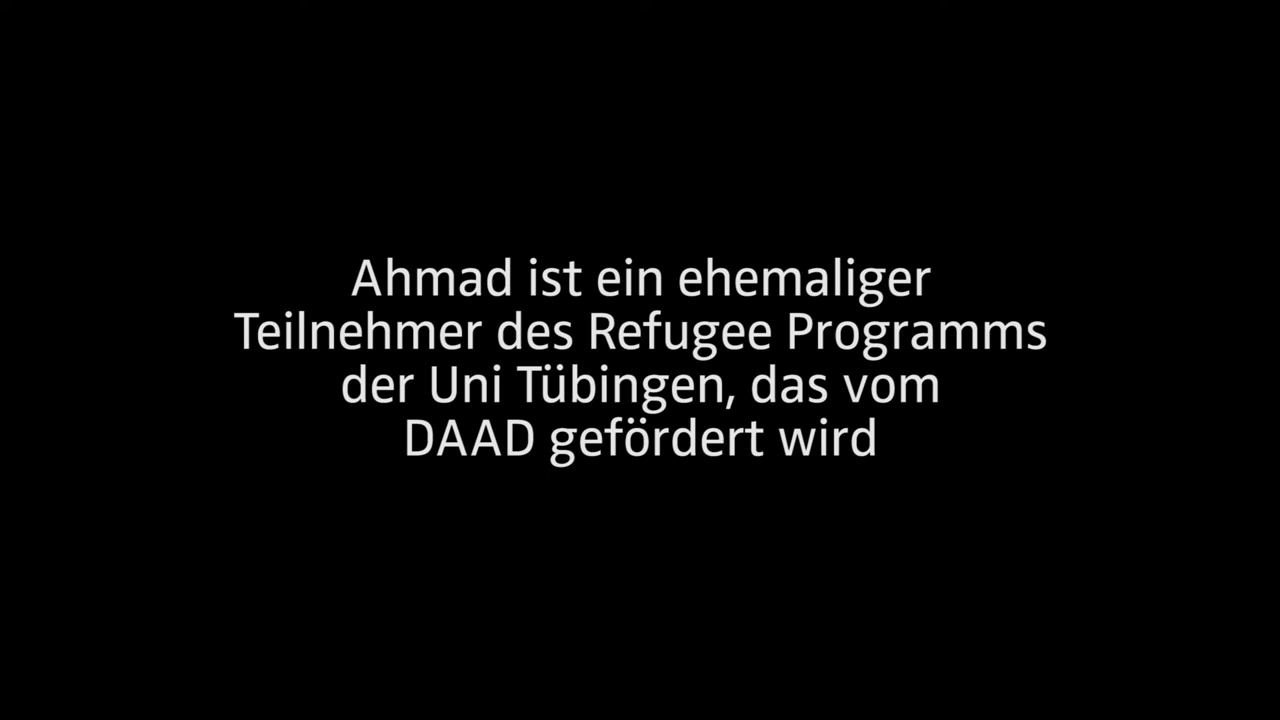 Ahmad ist ein ehemaliger
Teilnehmer des Refugee Programms
der Uni Tübingen, das vom
DAAD gefördert wird